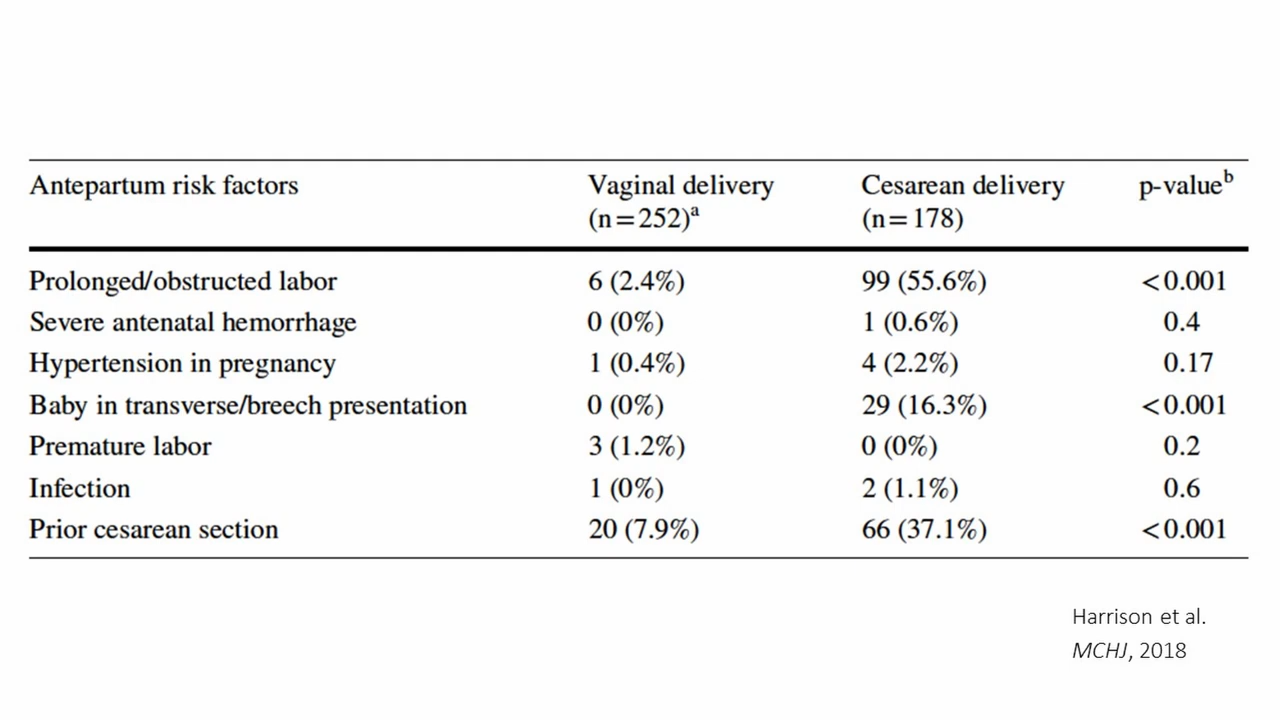 Antepartum risk factors Vaginal delivery Cesarean delivery p-valueᵇ
(n=252)ᵃ (n=178)
Prolonged/obstructed labor 6 (2.4%) 99 (55.6%) <0.001
Severe antenatal hemorrhage 0 (0%) 1 (0.6%) 0.4
Hypertension in pregnancy 1 (0.4%) 4 (2.2%) 0.17
Baby in transverse/breech presentation 0 (0%) 29 (16.3%) <0.001
Premature labor 3 (1.2%) 0 (0%) 0.2
Infection 1 (0%) 2 (1.1%) 0.6
Prior cesarean section 20 (7.9%) 66 (37.1%) <0.001
Harrison et al.
MCHJ, 2018